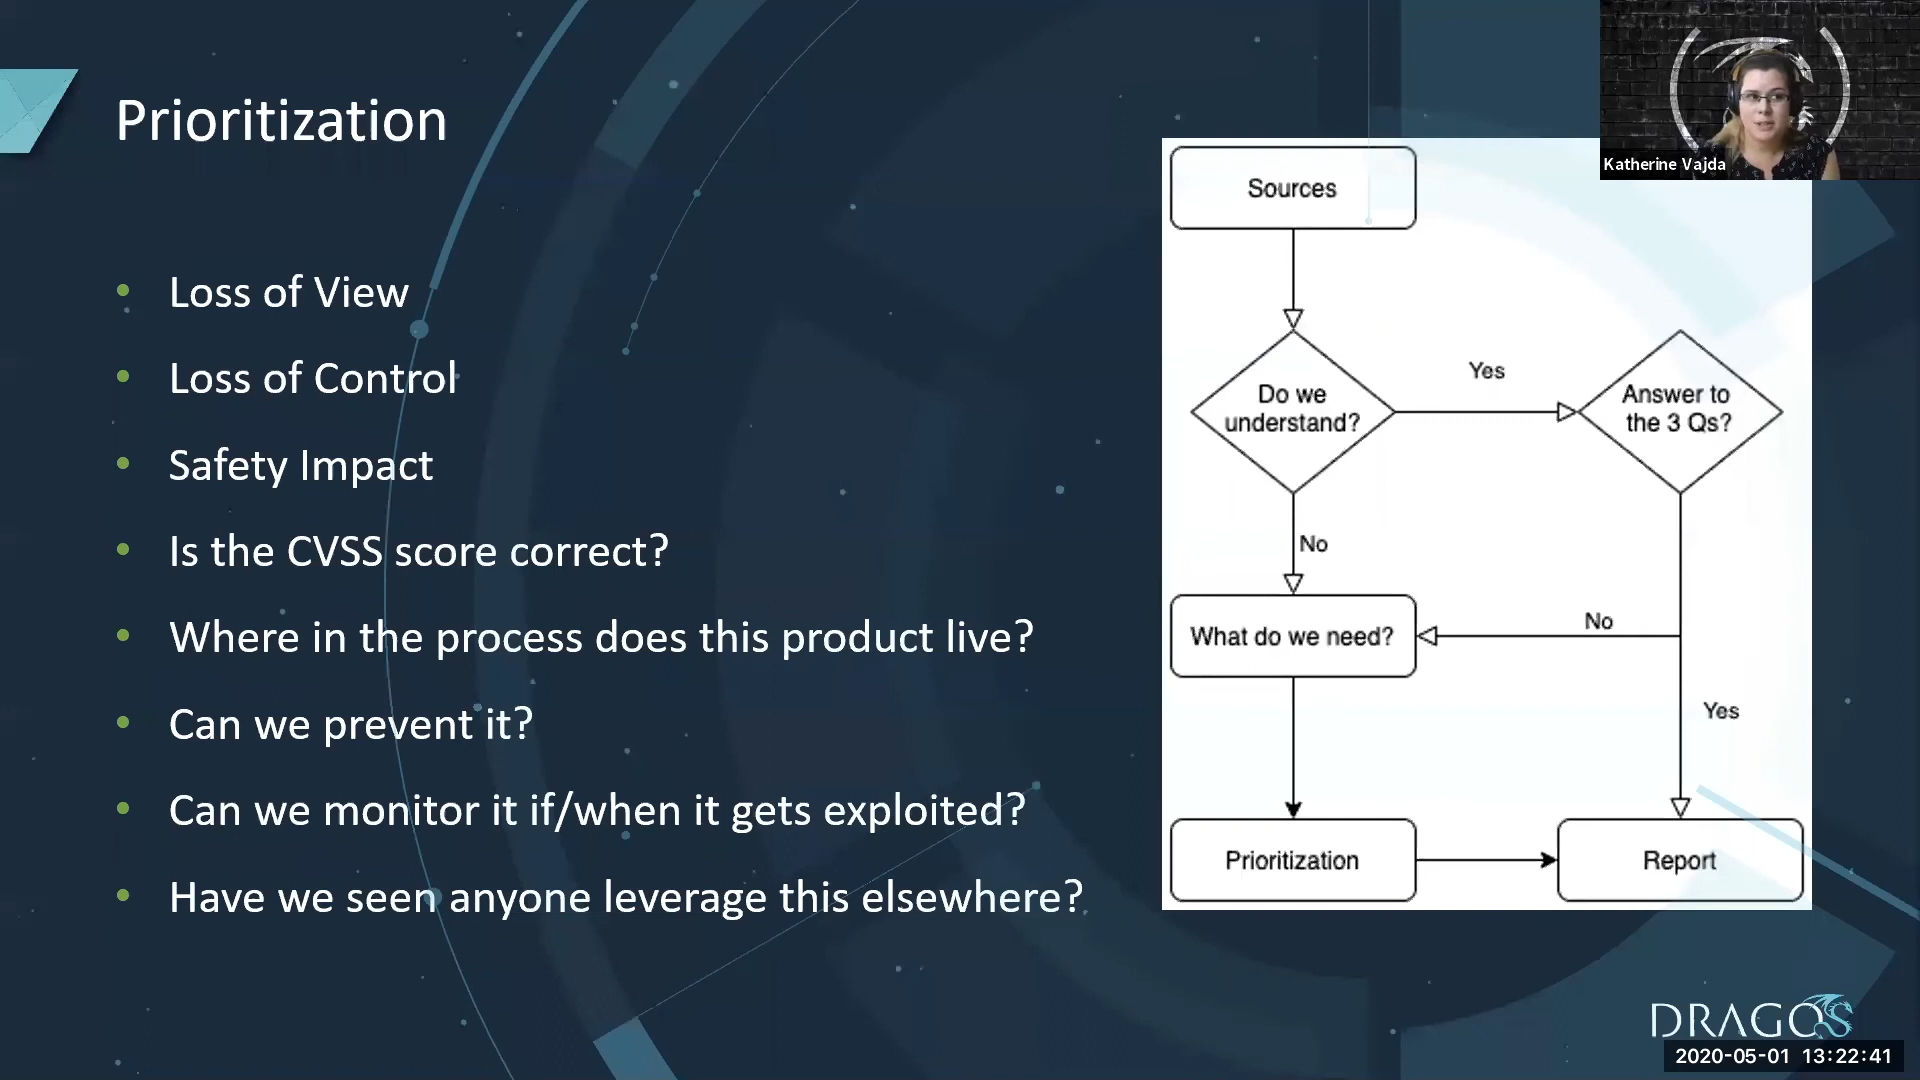 Prioritization
Loss of View
Loss of Control
Safety Impact
Is the CVSS score correct?
Where in the process does this product live?
Can we prevent it?
Can we monitor it if/when it gets exploited?
Have we seen anyone leverage this elsewhere?
Katherine Vajda
Sources
Do we
understand?
Yes
Answer to
the 3 Qs?
No
What do we need?
No
Yes
Prioritization
Report
DRAGOS
2020-05-01 13:22:41